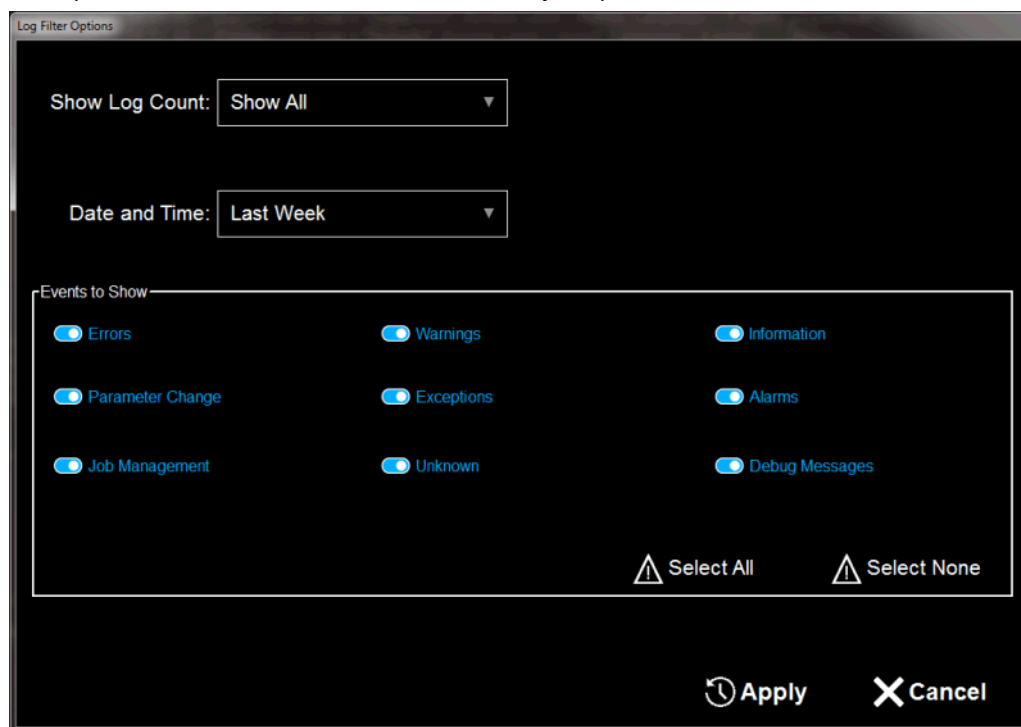 Log Filter Options
Show Log Count: Show All
Date and Time: Last Week
Events to Show
Errors Warnings Information
Parameter Change Exceptions Alarms
Job Management Unknown Debug Messages
Select All Select None
Apply Cancel